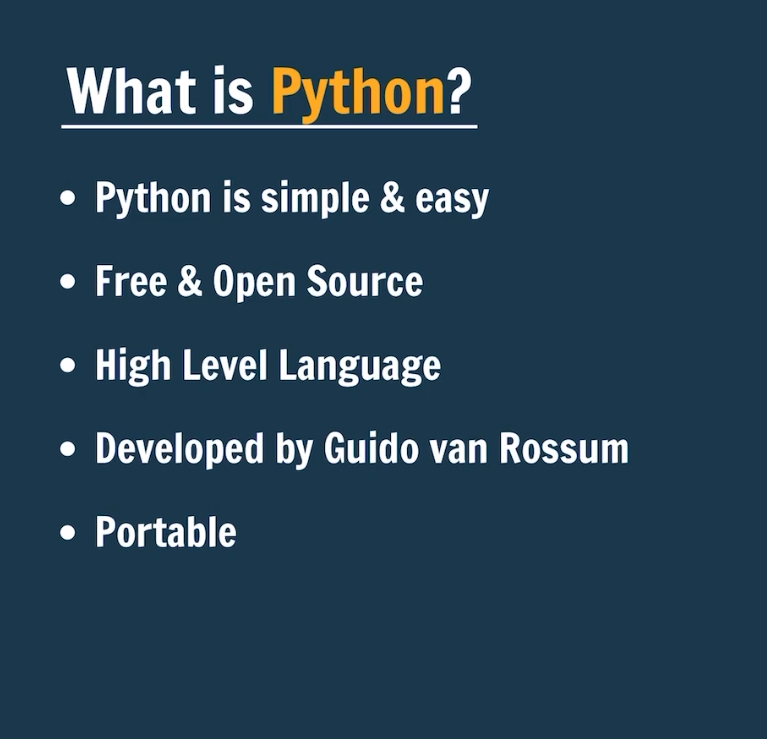 What is Python?
• Python is simple & easy
• Free & Open Source
• High Level Language
• Developed by Guido van Rossum
• Portable